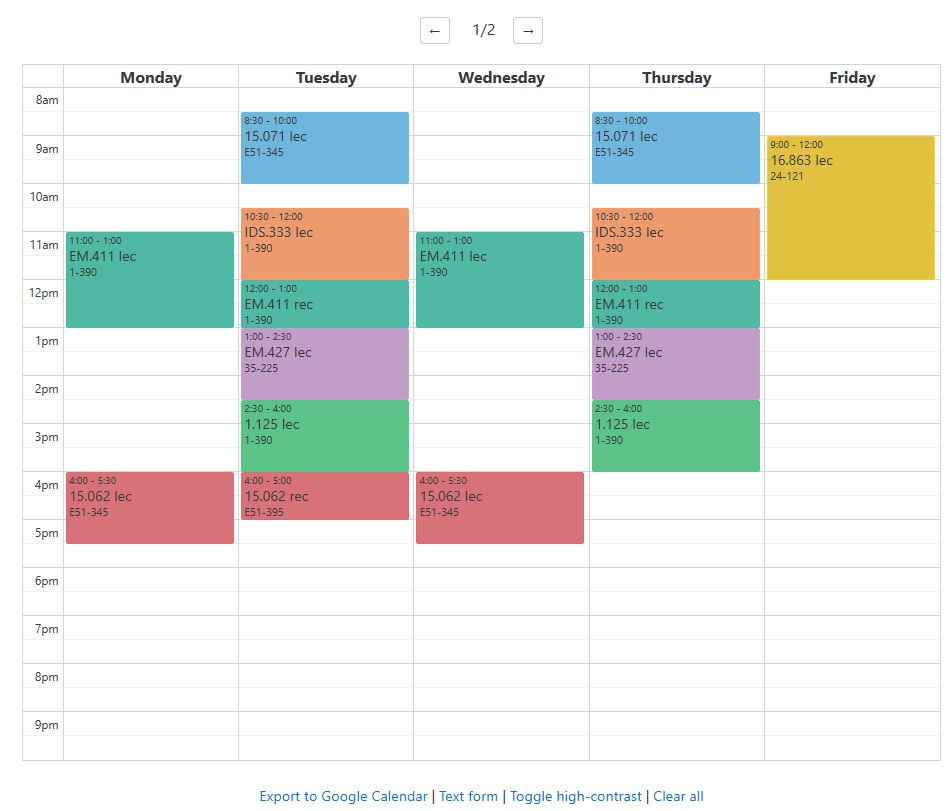 ← 1/2 →
Monday Tuesday Wednesday Thursday Friday
8am
8:30 - 10:00
15.071 lec
E51-345
8:30 - 10:00
15.071 lec
E51-345
9am
9:00 - 12:00
16.863 lec
24-121
10am
10:30 - 12:00
IDS.333 lec
1-390
10:30 - 12:00
IDS.333 lec
1-390
11am
11:00 - 1:00
EM.411 lec
1-390
11:00 - 1:00
EM.411 lec
1-390
12pm
12:00 - 1:00
EM.411 rec
1-390
12:00 - 1:00
EM.411 rec
1-390
1pm
1:00 - 2:30
EM.427 lec
35-225
1:00 - 2:30
EM.427 lec
35-225
2pm
2:30 - 4:00
1.125 lec
1-390
2:30 - 4:00
1.125 lec
1-390
3pm
4pm
4:00 - 5:30
15.062 lec
E51-345
4:00 - 5:00
15.062 rec
E51-395
4:00 - 5:30
15.062 lec
E51-345
5pm
6pm
7pm
8pm
9pm
Export to Google Calendar | Text form | Toggle high-contrast | Clear all